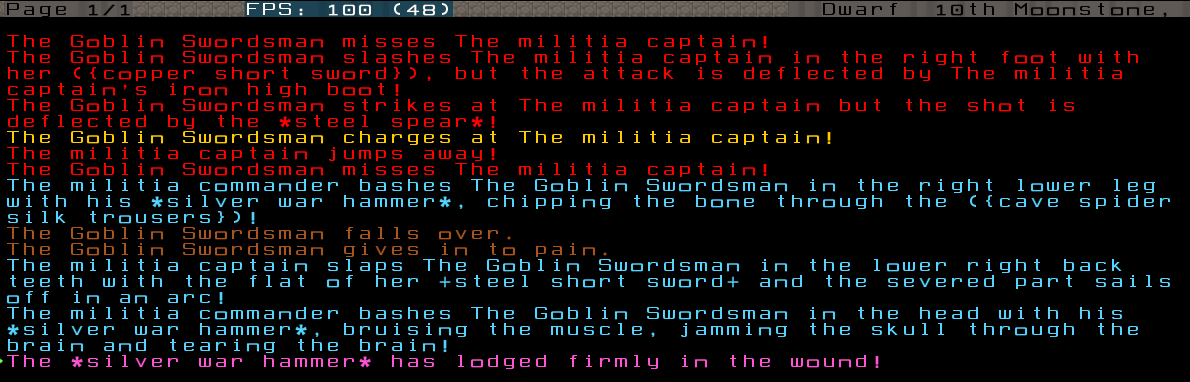 Page 1/1 FPS: 100 (48) Dwarf 10th Moonstone,
The Goblin Swordsman misses The militia captain!
The Goblin Swordsman slashes The militia captain in the right foot with
her ({copper short sword}), but the attack is deflected by The militia
captain's iron high boot!
The Goblin Swordsman strikes at The militia captain but the shot is
deflected by the *steel spear*!
The Goblin Swordsman charges at The militia captain!
The militia captain jumps away!
The Goblin Swordsman misses The militia captain!
The militia commander bashes The Goblin Swordsman in the right lower leg
with his *silver war hammer*, chipping the bone through the ({cave spider
silk trousers})!
The Goblin Swordsman falls over.
The Goblin Swordsman gives in to pain.
The militia captain slaps The Goblin Swordsman in the lower right back
teeth with the flat of her +steel short sword+ and the severed part sails
off in an arc!
The militia commander bashes The Goblin Swordsman in the head with his
*silver war hammer*, bruising the muscle, jamming the skull through the
brain and tearing the brain!
The *silver war hammer* has lodged firmly in the wound!